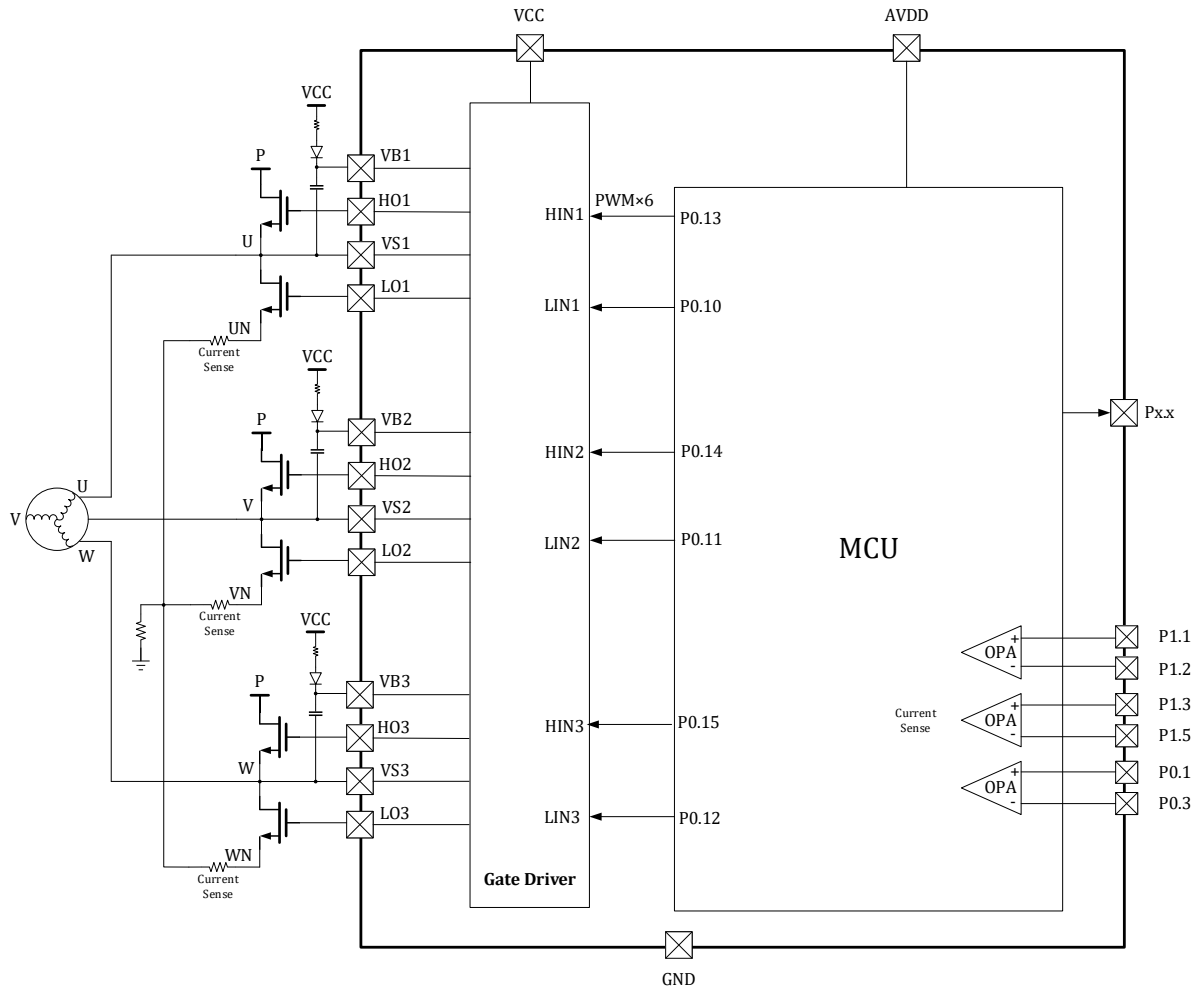 VCC
AVDD
VCC
P
VB1
HO1
HIN1
PWM×6
P0.13
U
VS1
LO1
LIN1
P0.10
UN
Current
Sense
VCC
P
VB2
Px.x
HO2
HIN2
P0.14
U
V
V
VS2
W
LO2
LIN2
P0.11
MCU
VN
Current
Sense
VCC
P
VB3
HO3
HIN3
P0.15
W
VS3
LO3
LIN3
P0.12
WN
Current
Sense
Gate Driver
+
OPA
-
P1.1
P1.2
Current
Sense
+
OPA
-
P1.3
P1.5
+
OPA
-
P0.1
P0.3
GND